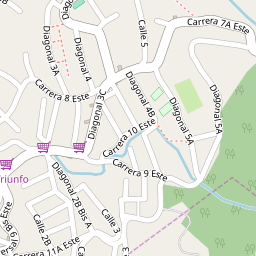 Carrera 7A Este
Calle 5
Diagonal
Diagonal 4
Diagonal 3A
Carrera 8 Este
Diagonal 3C
Diagonal 4B
Diagonal 5A
Diagonal 5A
Carrera 10 Este
Carrera 9 Este
riunfo
Diagonal 2B Bis A
Calle 3
Calle 2B
Carrera 11A Este